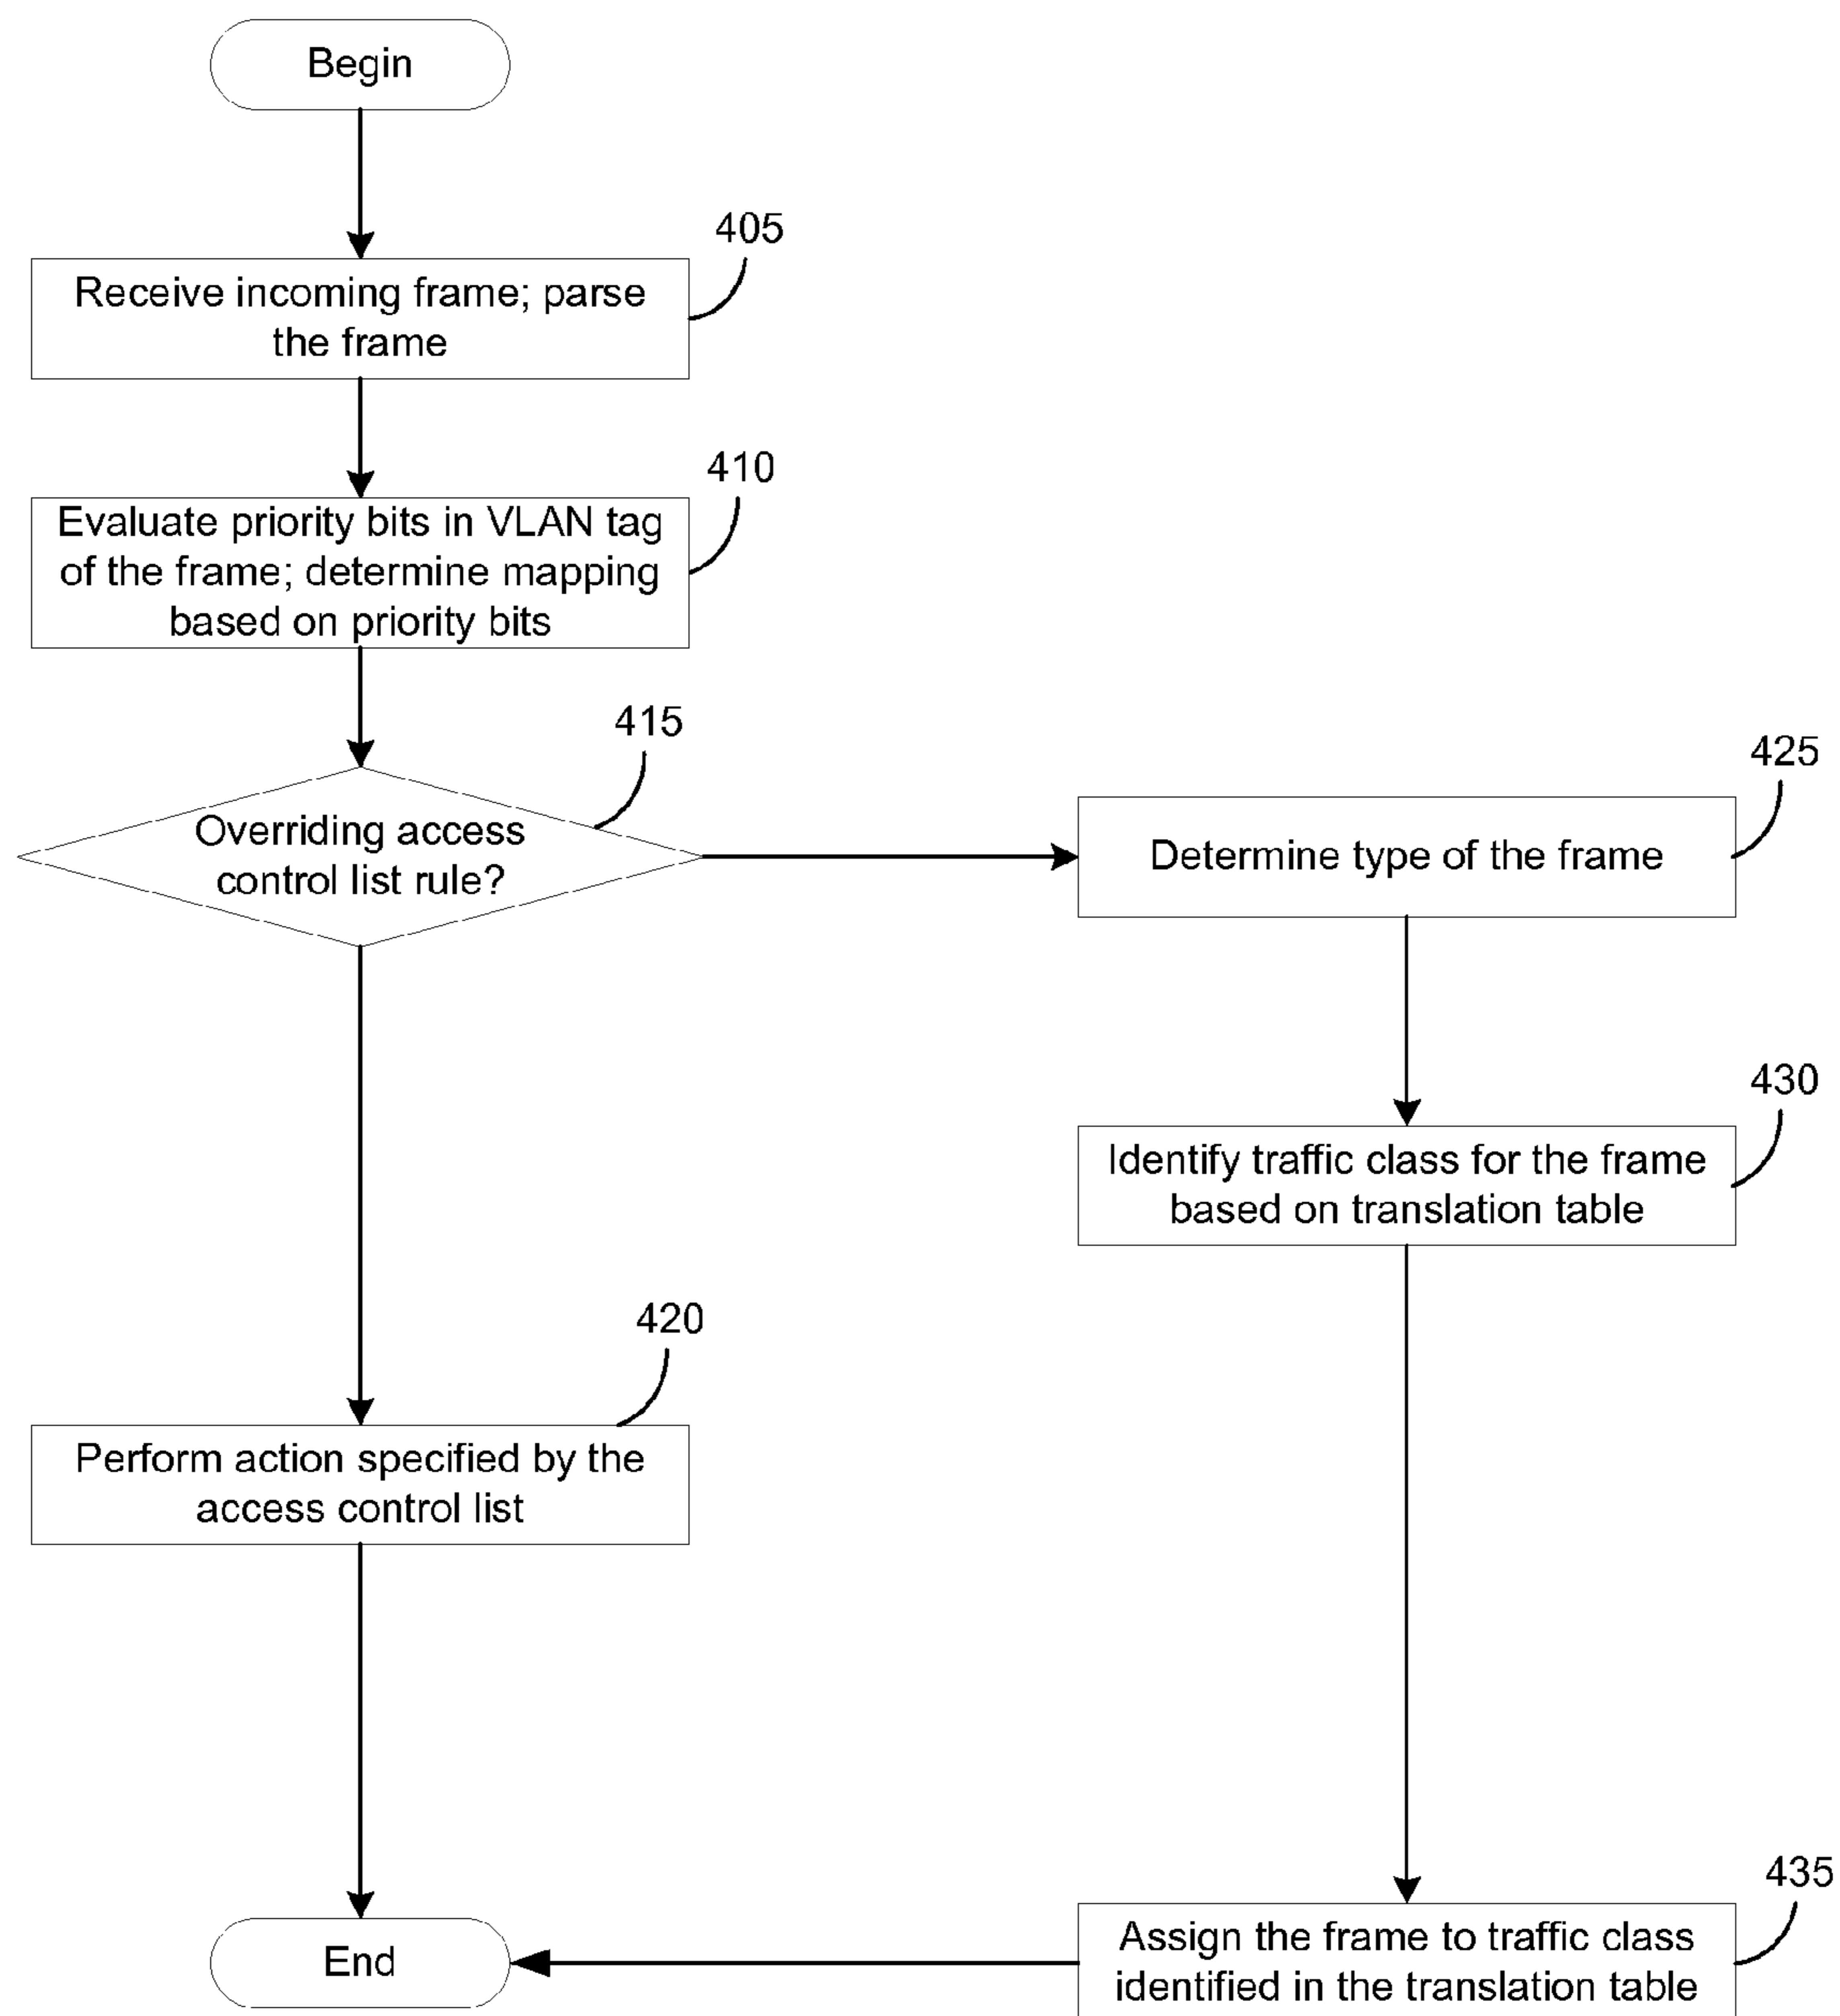 Begin
405
Receive incoming frame; parse
the frame
410
Evaluate priority bits in VLAN tag
of the frame; determine mapping
based on priority bits
415
Overriding access
control list rule?
425
Determine type of the frame
430
Identify traffic class for the frame
based on translation table
420
Perform action specified by the
access control list
435
Assign the frame to traffic class
identified in the translation table
End